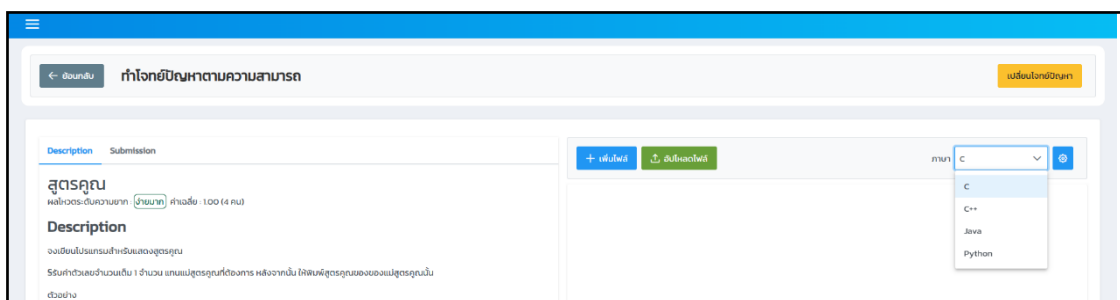 ← ย้อนกลับ ทำโจทย์ปัญหาตามความสามารถ เปลี่ยนโจทย์ปัญหา
Description Submission
+ เพิ่มไฟล์ อัปโหลดไฟล์ ภาษา C
สูตรคูณ
ผลโหวตระดับความยาก : ง่ายมาก ค่าเฉลี่ย : 1.00 (4 คน)
Description
จงเขียนโปรแกรมสำหรับแสดงสูตรคูณ
รับค่าตัวเลขจำนวนเต็ม 1 จำนวน แทนแม่สูตรคูณที่ต้องการ หลังจากนั้น ให้พิมพ์สูตรคูณของของแม่สูตรคูณนั้น
ตัวอย่าง
C
C++
Java
Python